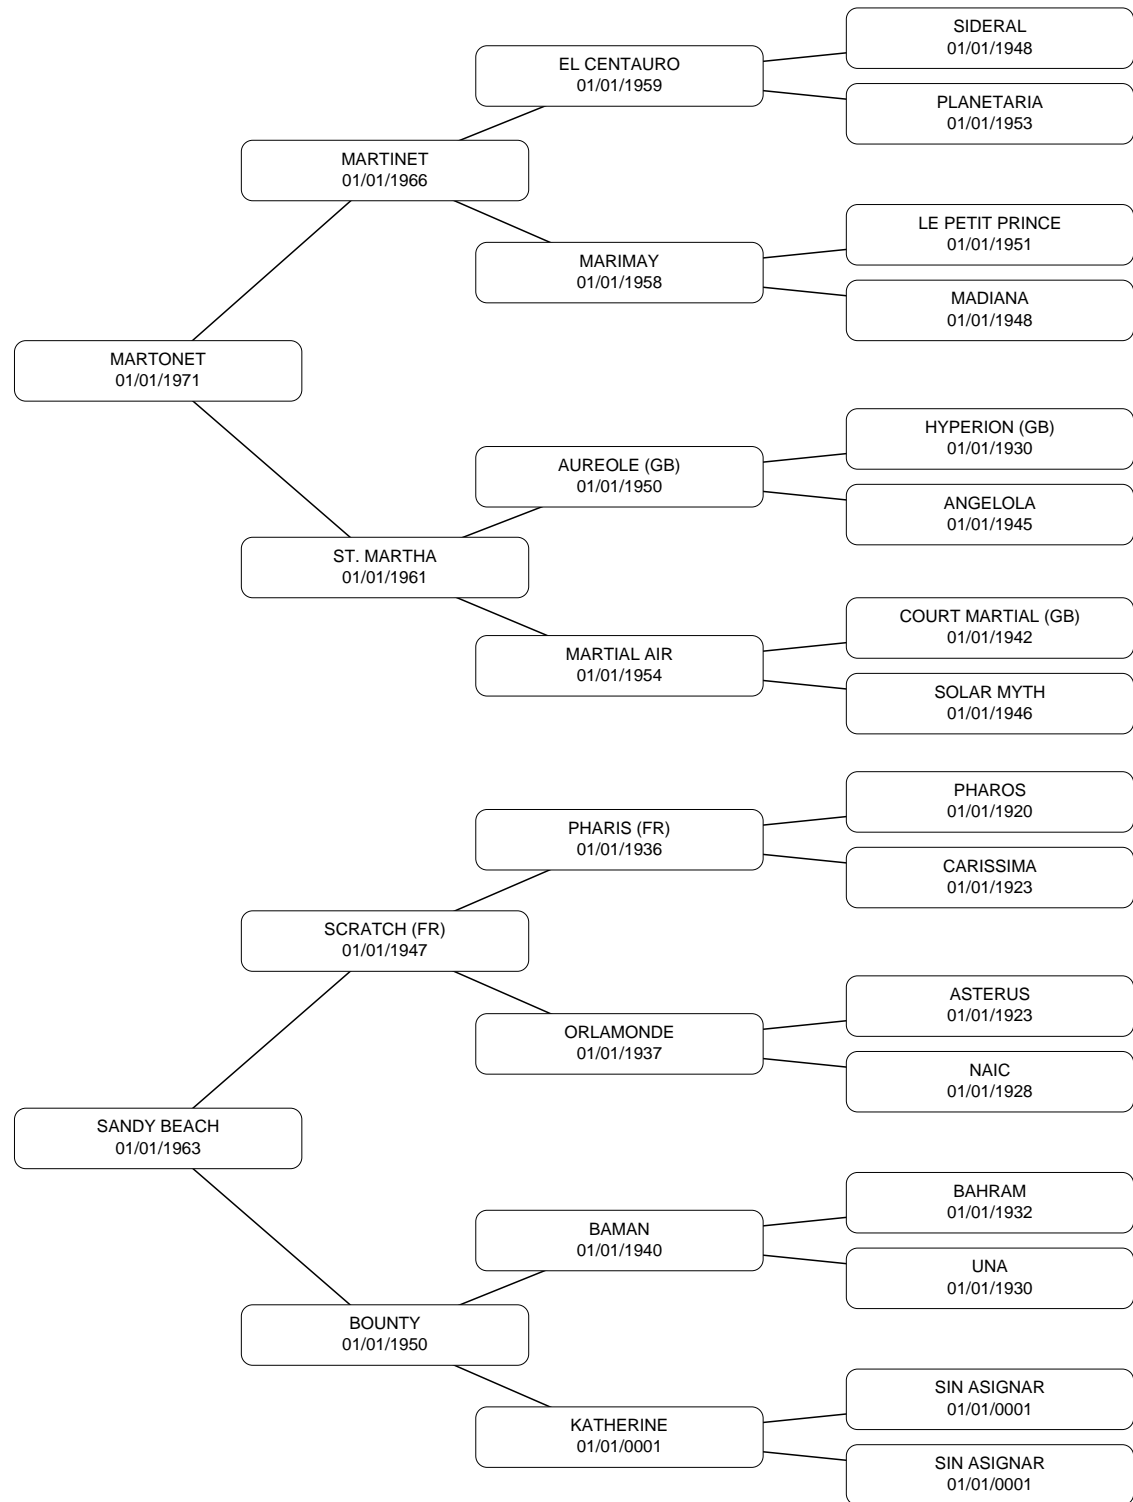 SIDERAL
01/01/1948
EL CENTAURO
01/01/1959
PLANETARIA
01/01/1953
MARTINET
01/01/1966
LE PETIT PRINCE
01/01/1951
MARIMAY
01/01/1958
MADIANA
01/01/1948
MARTONET
01/01/1971
HYPERION (GB)
01/01/1930
AUREOLE (GB)
01/01/1950
ANGELOLA
01/01/1945
ST. MARTHA
01/01/1961
COURT MARTIAL (GB)
01/01/1942
MARTIAL AIR
01/01/1954
SOLAR MYTH
01/01/1946
PHAROS
01/01/1920
PHARIS (FR)
01/01/1936
CARISSIMA
01/01/1923
SCRATCH (FR)
01/01/1947
ASTERUS
01/01/1923
ORLAMONDE
01/01/1937
NAIC
01/01/1928
SANDY BEACH
01/01/1963
BAHRAM
01/01/1932
BAMAN
01/01/1940
UNA
01/01/1930
BOUNTY
01/01/1950
SIN ASIGNAR
01/01/0001
KATHERINE
01/01/0001
SIN ASIGNAR
01/01/0001